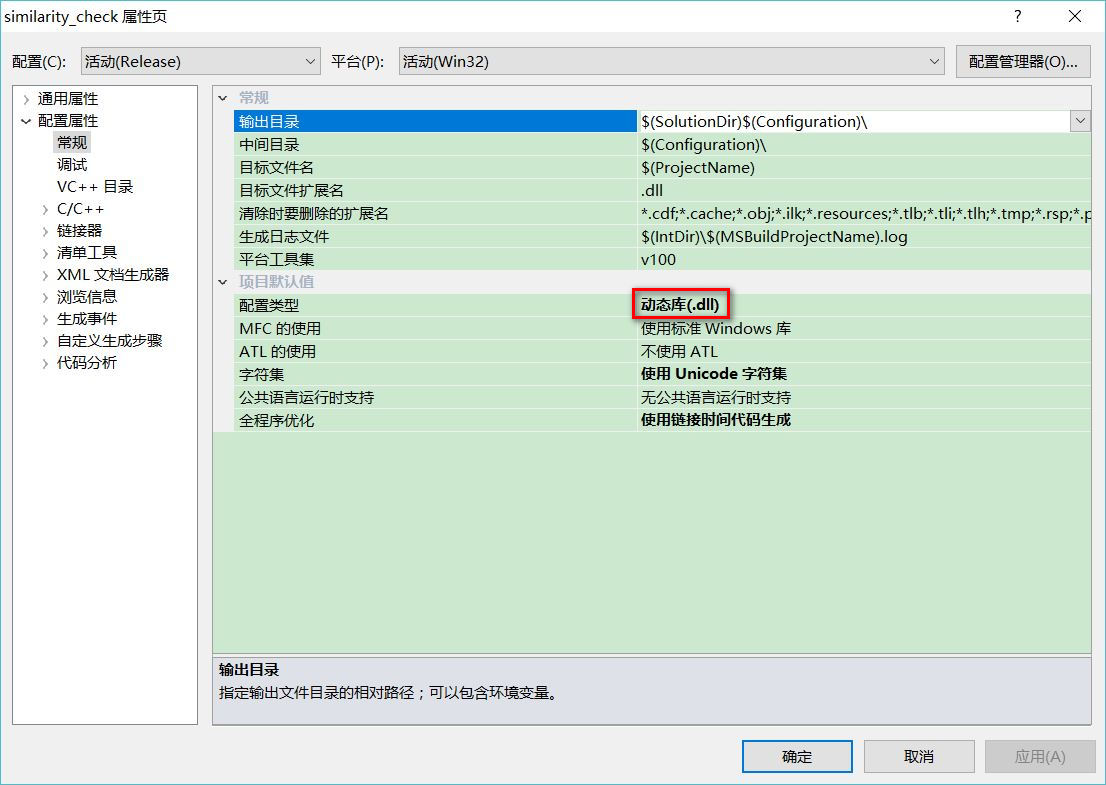 similarity_check 属性页 ?
配置(C): 活动(Release) 平台(P): 活动(Win32) 配置管理器(O)...
通用属性
配置属性
常规
调试
VC++ 目录
C/C++
链接器
清单工具
XML 文档生成器
浏览信息
生成事件
自定义生成步骤
代码分析
常规
输出目录 $(SolutionDir)$(Configuration)\
中间目录 $(Configuration)\
目标文件名 $(ProjectName)
目标文件扩展名 .dll
清除时要删除的扩展名 *.cdf;*.cache;*.obj;*.ilk;*.resources;*.tlb;*.tli;*.tlh;*.tmp;*.rsp;*.p
生成日志文件 $(IntDir)\$(MSBuildProjectName).log
平台工具集 v100
项目默认值
配置类型 动态库(.dll)
MFC 的使用 使用标准 Windows 库
ATL 的使用 不使用 ATL
字符集 使用 Unicode 字符集
公共语言运行时支持 无公共语言运行时支持
全程序优化 使用链接时间代码生成
输出目录
指定输出文件目录的相对路径；可以包含环境变量。
确定 取消 应用(A)